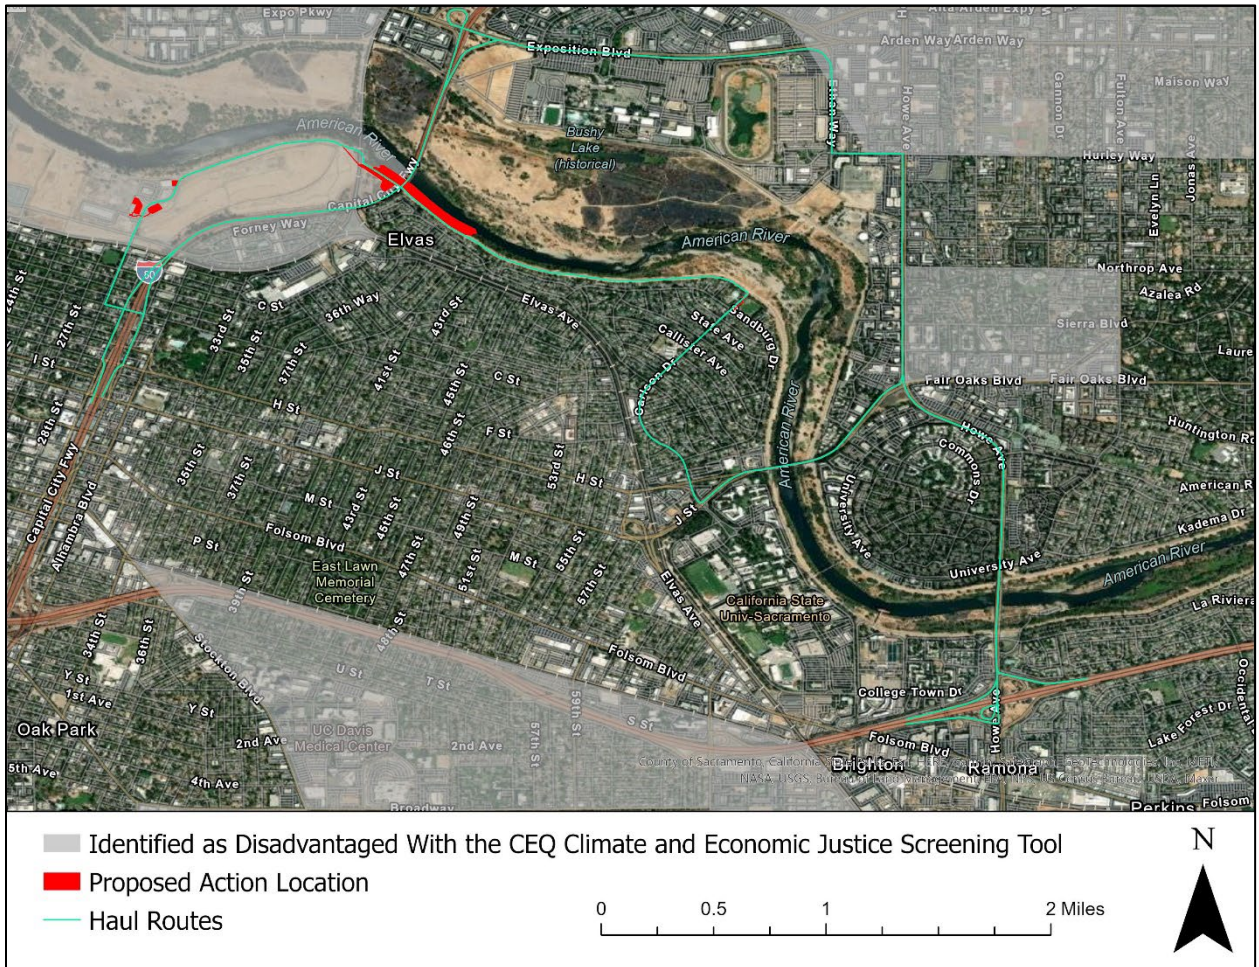 Expo Pkwy
Exposition Blvd
Alta Arden Expy
Arden Way
Arden Way
Maison Way
Ethan Way
Howe Ave
Gannon Dr
Fulton Ave
Jonas Ave
American River
American River
Bushy
Lake
(historical)
Hurley Way
Evelyn Ln
Capital City Fwy
Forney Way
Elvas
American River
Northrop Ave
Azalea Rd
50
C St
36th Way
43rd St
Elvas Ave
Sandburg Dr
State Ave
Callister Ave
Sierra Blvd
24th St
27th St
33rd St
35th St
37th St
41st St
45th St
C St
Carlson Dr
Fair Oaks Blvd
Fair Oaks Blvd
I St
28th St
H St
46th St
F St
American River
Howe Ave
Commons Dr
Huntington Rd
35th St
37th St
J St
53rd St
H St
University Ave
Capital City Fwy
Alhambra Blvd
M St
43rd St
45th St
49th St
J St
Kadema Dr
P St
Folsom Blvd
47th St
51st St
M St
55th St
57th St
University Ave
American River
39th St
East Lawn
Memorial
Cemetery
48th St
Elvas Ave
California State
Univ-Sacramento
La Riviera
34th St
36th St
Stockton Blvd
U St
T St
Folsom Blvd
Y St
1st Ave
Y St
59th St
S St
College Town Dr
Howe Ave
Lake Forest Dr
Oak Park
2nd Ave
UC Davis
Medical Center
2nd Ave
57th St
Folsom Blvd
5th Ave
4th Ave
Brighton
Ramona
County of Sacramento, California
NASA, USGS,
Broadway
Perkins
Folsom
Identified as Disadvantaged With the CEQ Climate and Economic Justice Screening Tool
Proposed Action Location
Haul Routes
0 0.5 1 2 Miles
N